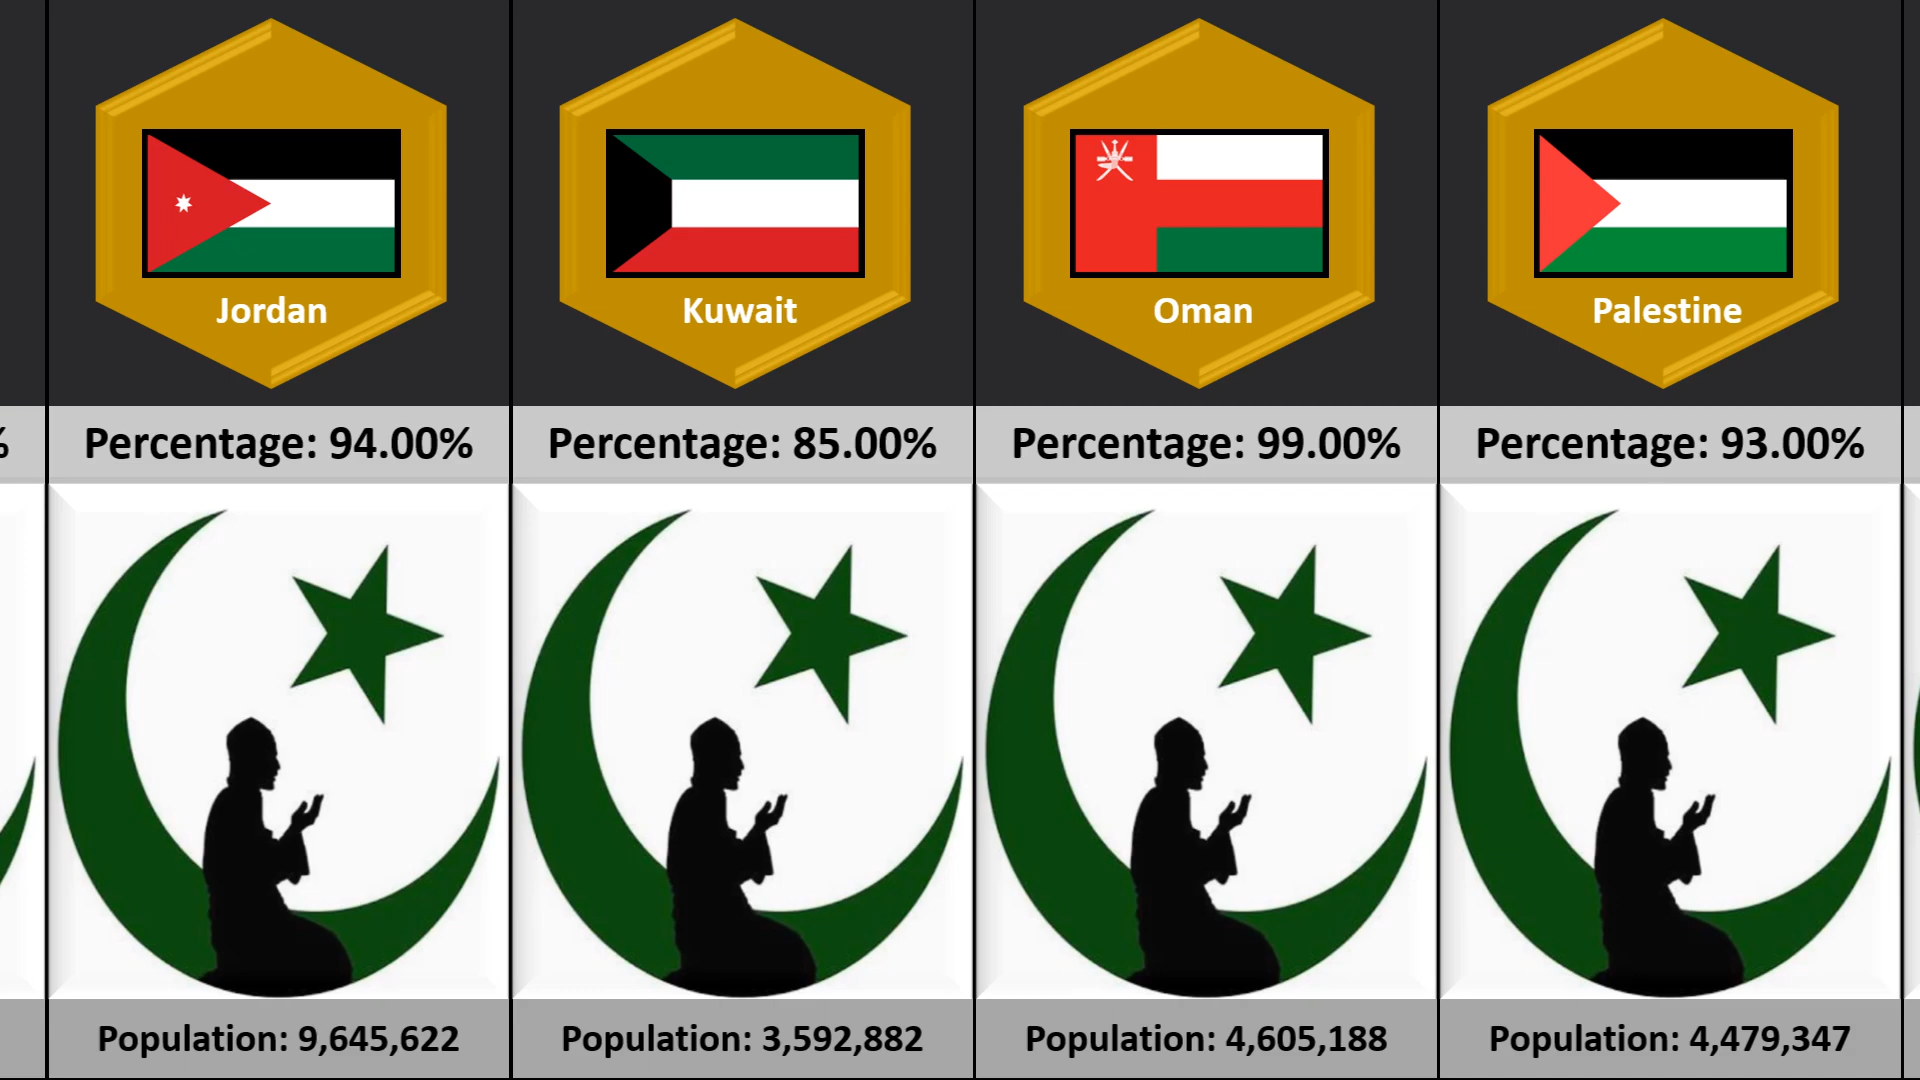 Jordan
Kuwait
Oman
Palestine
%
Percentage: 94.00%
Percentage: 85.00%
Percentage: 99.00%
Percentage: 93.00%
Population: 9,645,622
Population: 3,592,882
Population: 4,605,188
Population: 4,479,347